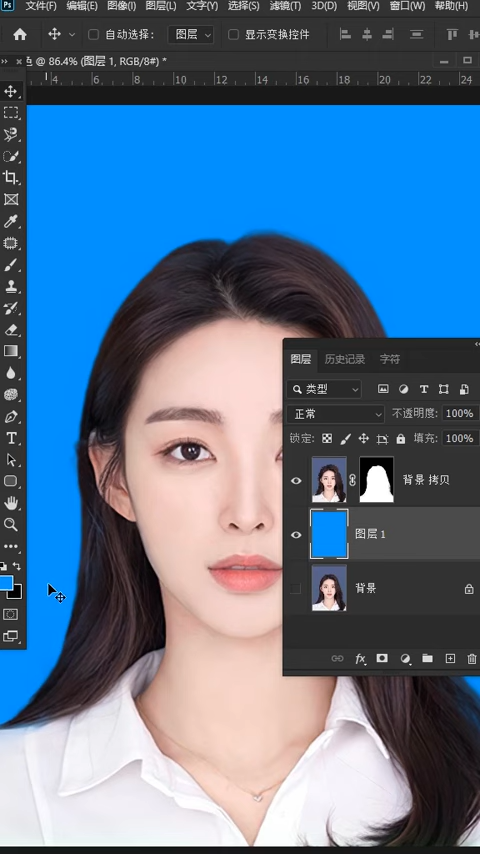 Ps 文件(F) 编辑(E) 图像(I) 图层(L) 文字(Y) 选择(S) 滤镜(T) 3D(D) 视图(V) 窗口(W) 帮助(H)
自动选择: 图层 显示变换控件
@ 86.4% (图层 1, RGB/8#) *
4 6 8 10 12 14 16 18 20 22 24
图层 历史记录 字符
类型
正常 不透明度: 100%
锁定: 填充: 100%
背景 拷贝
图层 1
背景
fx